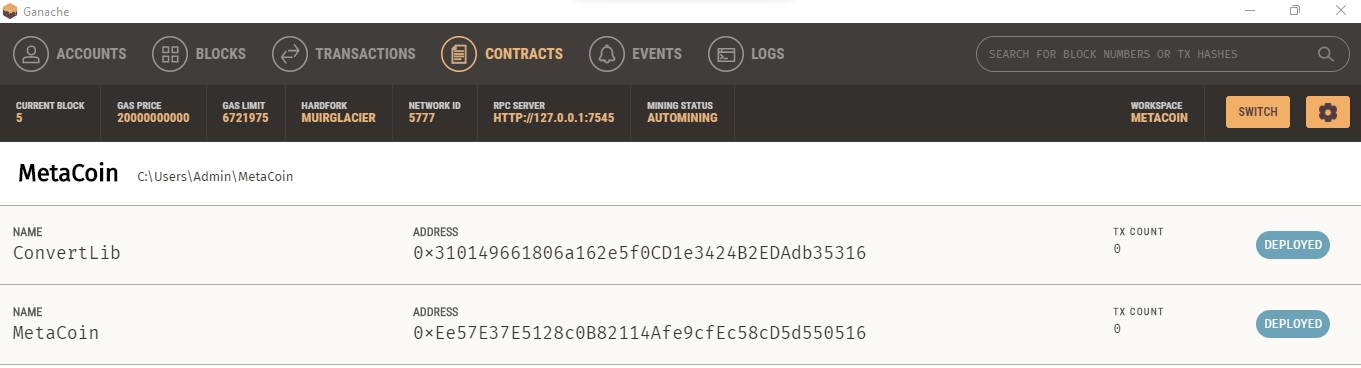 Ganache
ACCOUNTS BLOCKS TRANSACTIONS CONTRACTS EVENTS LOGS SEARCH FOR BLOCK NUMBERS OR TX HASHES
CURRENT BLOCK GAS PRICE GAS LIMIT HARDFORK NETWORK ID RPC SERVER MINING STATUS WORKSPACE
5 20000000000 6721975 MUIRGLACIER 5777 HTTP://127.0.0.1:7545 AUTOMINING METACOIN SWITCH
MetaCoin C:\Users\Admin\MetaCoin
NAME ADDRESS TX COUNT
ConvertLib 0×310149661806a162e5f0CD1e3424B2EDAdb35316 0 DEPLOYED
NAME ADDRESS TX COUNT
MetaCoin 0×Ee57E37E5128c0B82114Afe9cfEc58cD5d550516 0 DEPLOYED